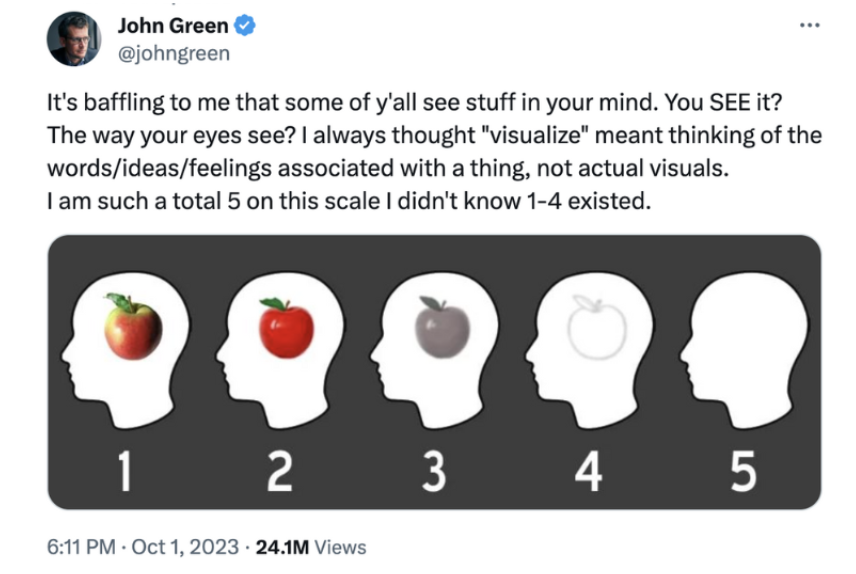 John Green
@johngreen
It's baffling to me that some of y'all see stuff in your mind. You SEE it?
The way your eyes see? I always thought "visualize" meant thinking of the
words/ideas/feelings associated with a thing, not actual visuals.
I am such a total 5 on this scale I didn't know 1-4 existed.
1 2 3 4 5
6:11 PM · Oct 1, 2023 · 24.1M Views